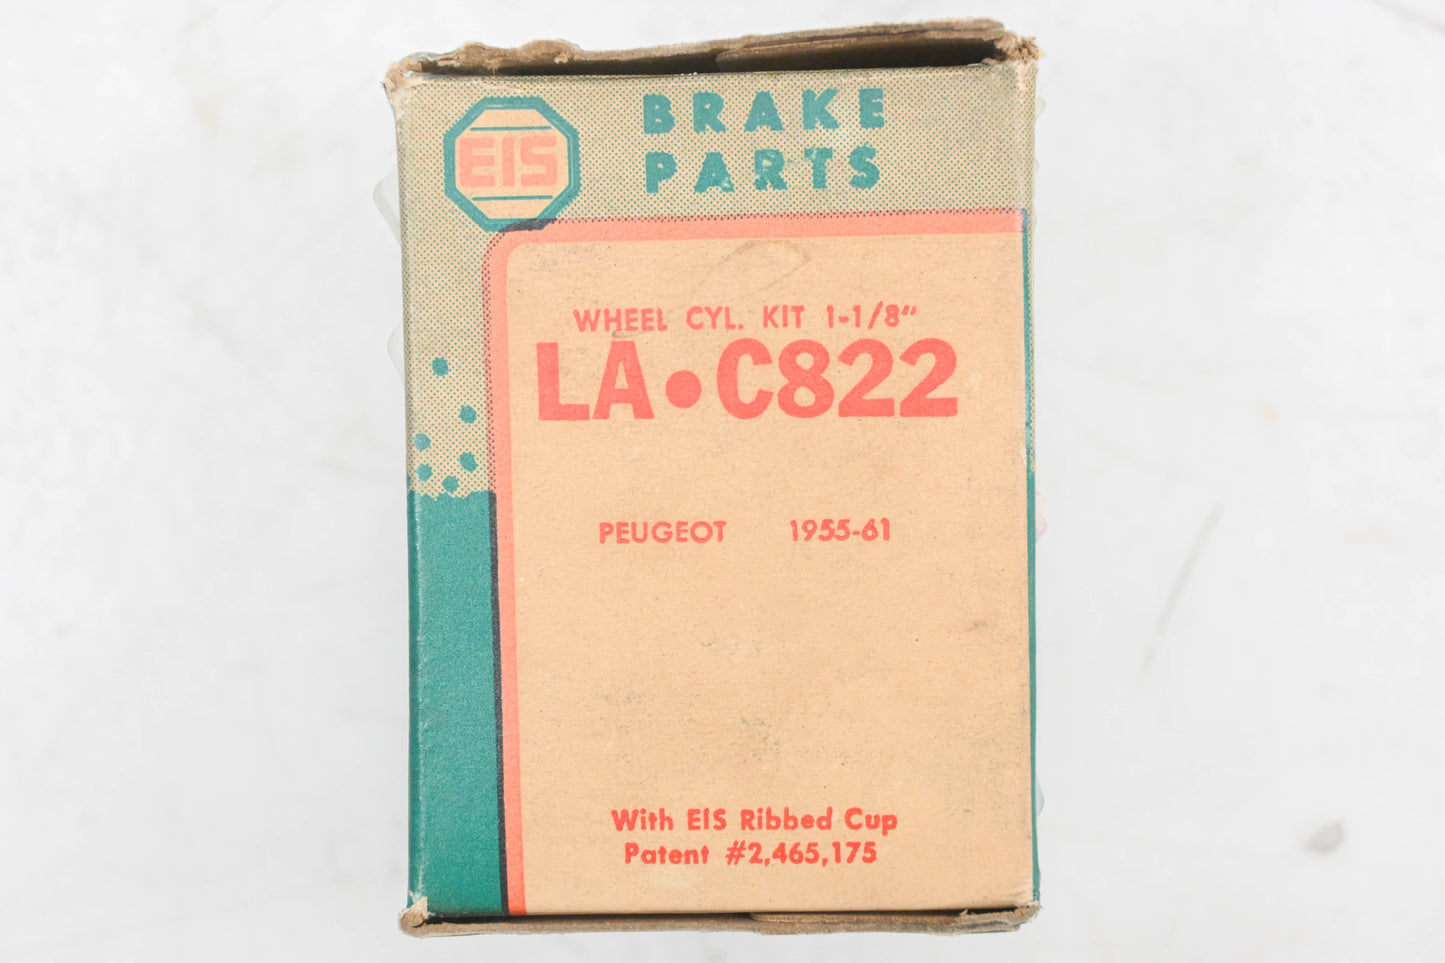 EIS
BRAKE
PARTS
WHEEL CYL. KIT 1-1/8"
LA•C822
PEUGEOT 1955-61
With EIS Ribbed Cup
Patent #2,465,175